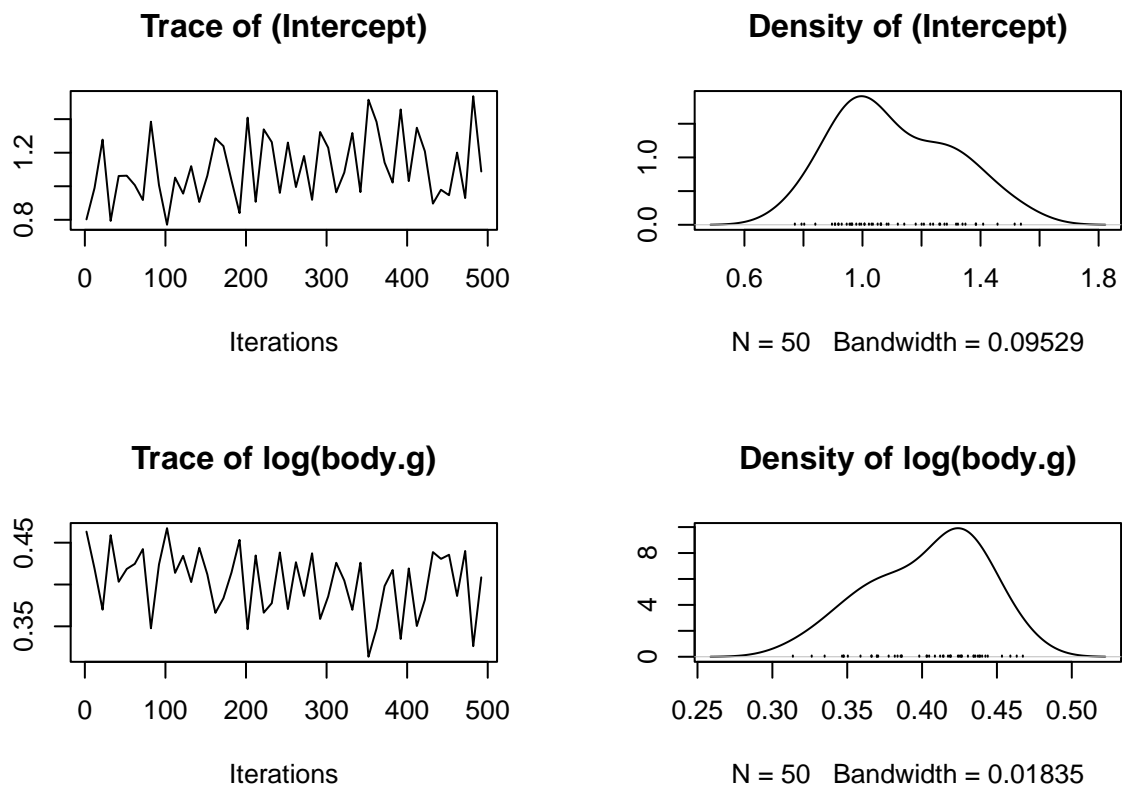 Trace of (Intercept)
0.8 1.2
0 100 200 300 400 500
Iterations
Density of (Intercept)
0.0 1.0
0.6 1.0 1.4 1.8
N = 50 Bandwidth = 0.09529
Trace of log(body.g)
0.35 0.45
0 100 200 300 400 500
Iterations
Density of log(body.g)
0 4 8
0.25 0.30 0.35 0.40 0.45 0.50
N = 50 Bandwidth = 0.01835